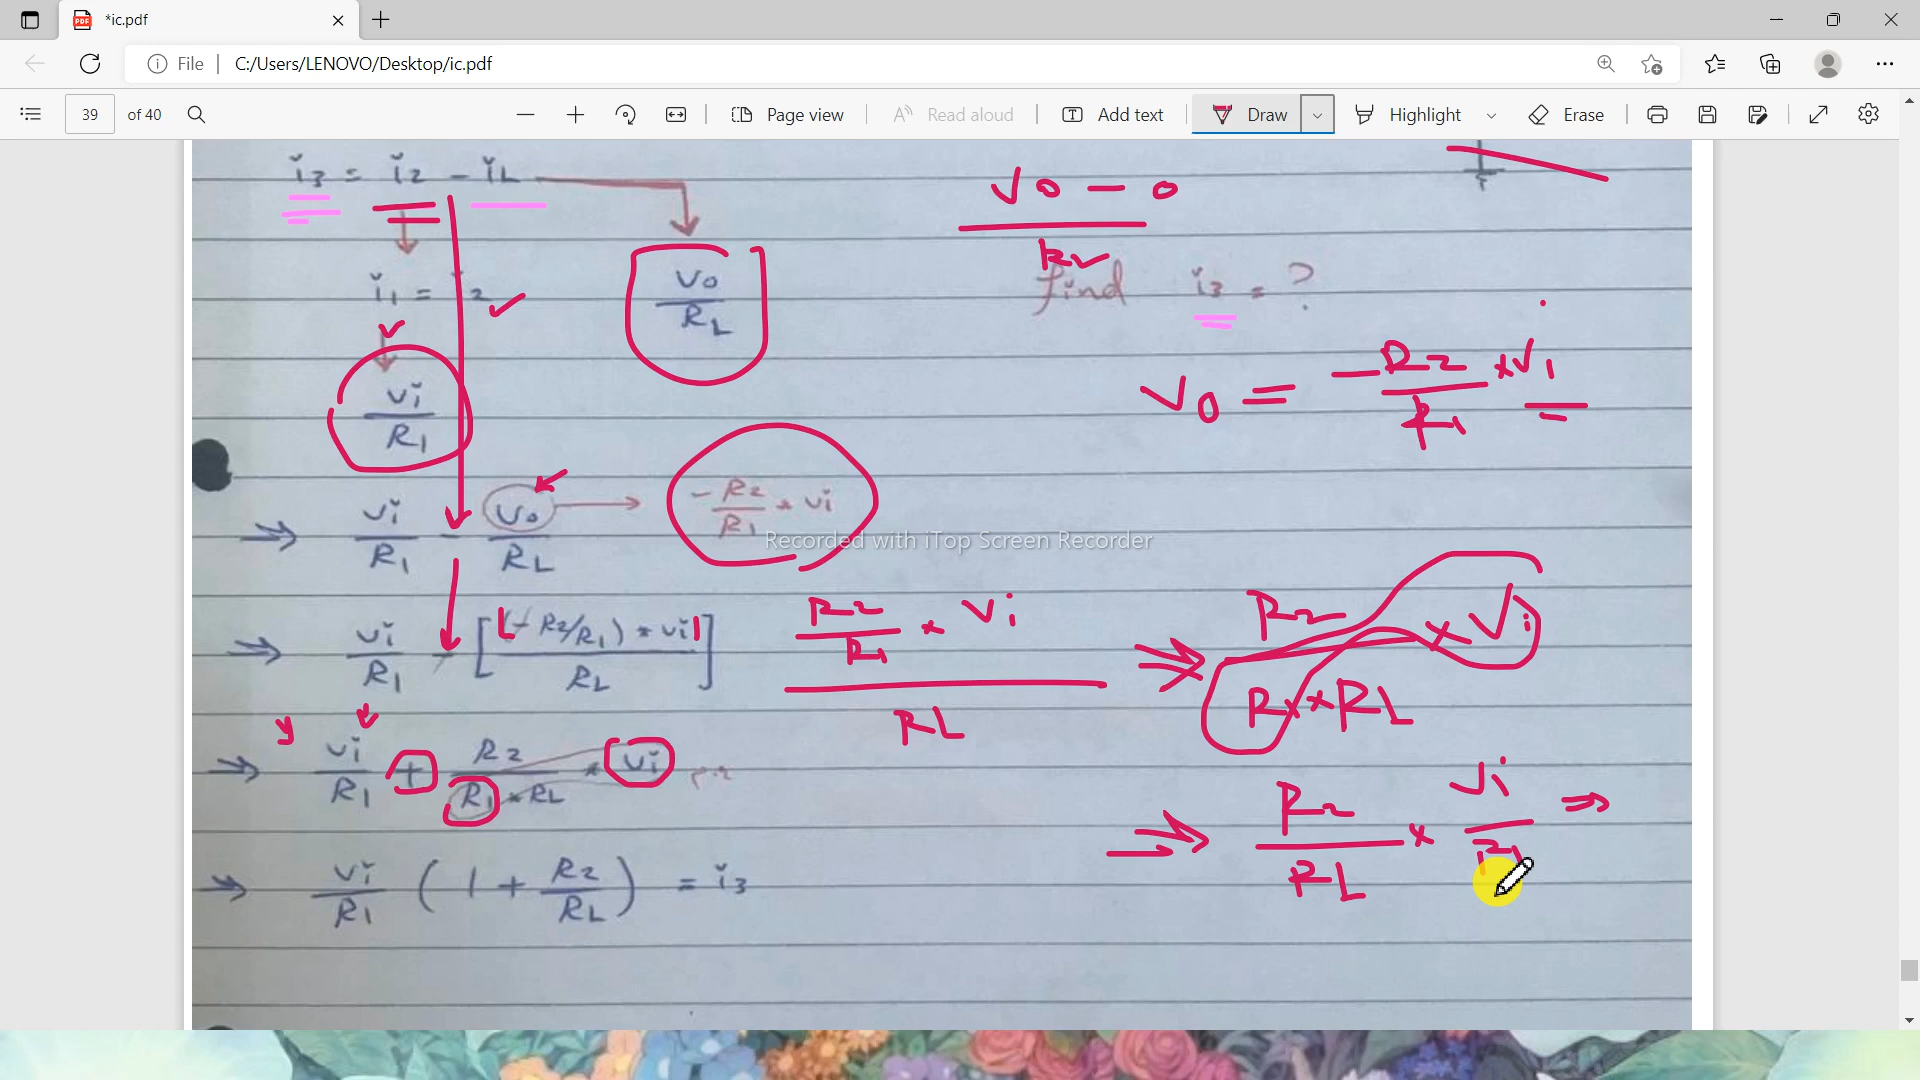 *ic.pdf
File C:/Users/LENOVO/Desktop/ic.pdf
39 of 40 Page view Read aloud Add text Draw Highlight Erase
i3 = i2 - iL
Vo - 0
RL
find i3 = ?
i1 = i2
Vo
RL
Vo = -R2/R1 × Vi
Vi
R1
Vi/R1 - Vo/RL → -R2/R1 * Vi
Recorded with iTop Screen Recorder
⇒ Vi/R1 - [(-R2/R1) * Vi / RL]
R2/R1 × Vi
RL
⇒ R2 × Vi
R1 × RL
⇒ Vi/R1 + R2/R1 * RL * Vi
⇒ R2/RL × Vi/R1 ⇒
⇒ Vi/R1 ( 1 + R2/RL ) = i3